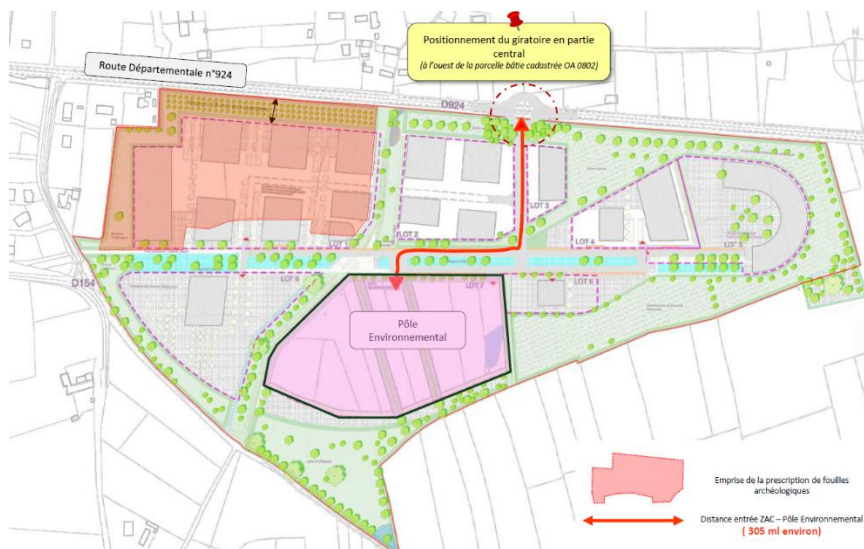 Positionnement du giratoire en partie
central
(à l'ouest de la parcelle bâtie cadastrée OA 0802)
Route Départementale n°924
D924
LOT 1
LOT 2
LOT 3
LOT 4
LOT 5
D154
LOT 8
LOT 7
LOT 6
Pôle
Environnemental
Emprise de la prescription de fouilles
archéologiques
Distance entrée ZAC – Pôle Environnemental
( 305 ml environ)